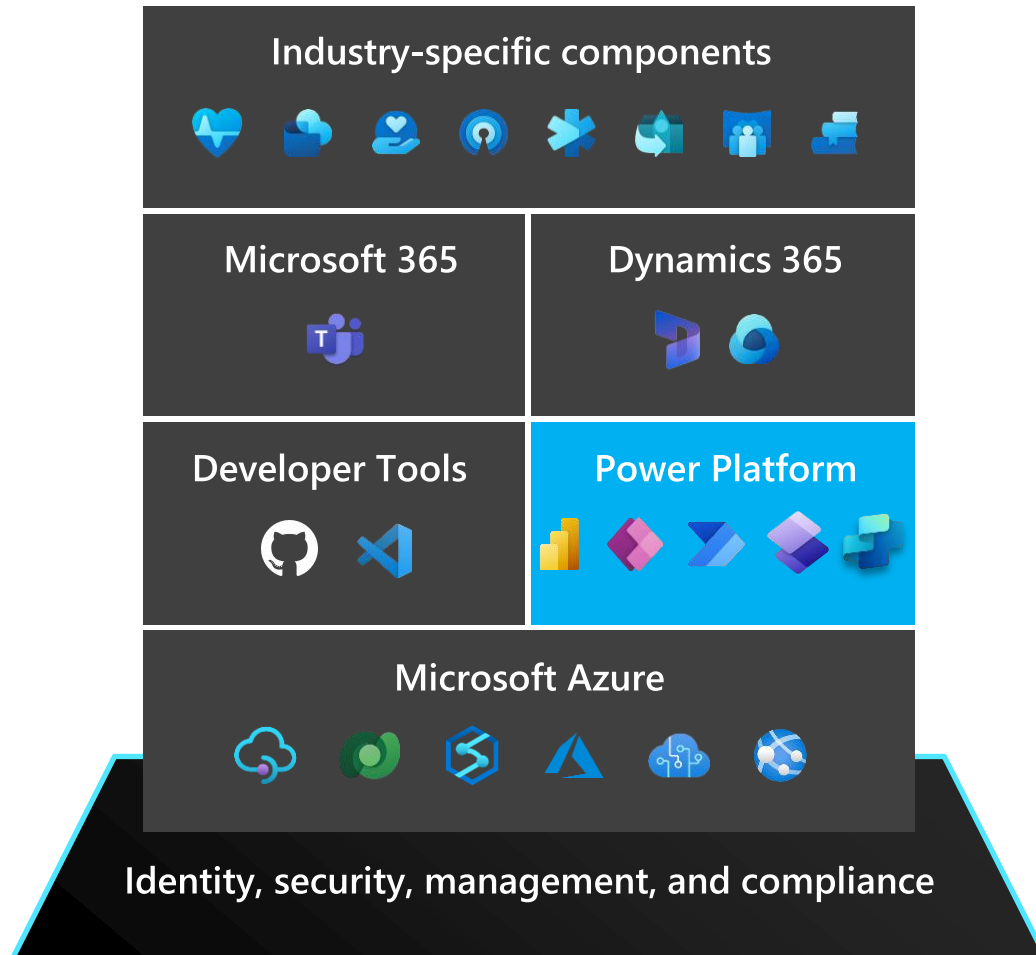 Industry-specific components
Microsoft 365
Dynamics 365
T
Developer Tools
Power Platform
Microsoft Azure
Identity, security, management, and compliance